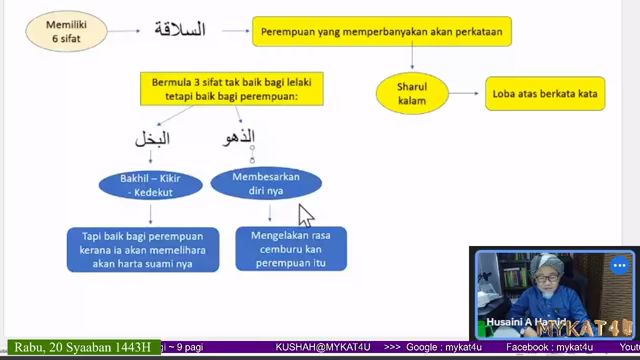 Memiliki
6 sifat
السلاقة
Perempuan yang memperbanyakan akan perkataan
Bermula 3 sifat tak baik bagi lelaki
tetapi baik bagi perempuan:
Sharul
kalam
Loba atas berkata kata
البخل
الذهو
Bakhil – Kikir
- Kedekut
Membesarkan
diri nya
Tapi baik bagi perempuan
kerana ia akan memelihara
akan harta suami nya
Mengelakan rasa
cemburu kan
perempuan itu
Husaini A Hamid
MYKAT4U
Rabu, 20 Syaaban 1443H
gi ~ 9 pagi KUSHAH@MYKAT4U >>> Google : mykat4u Facebook : mykat4u Yout